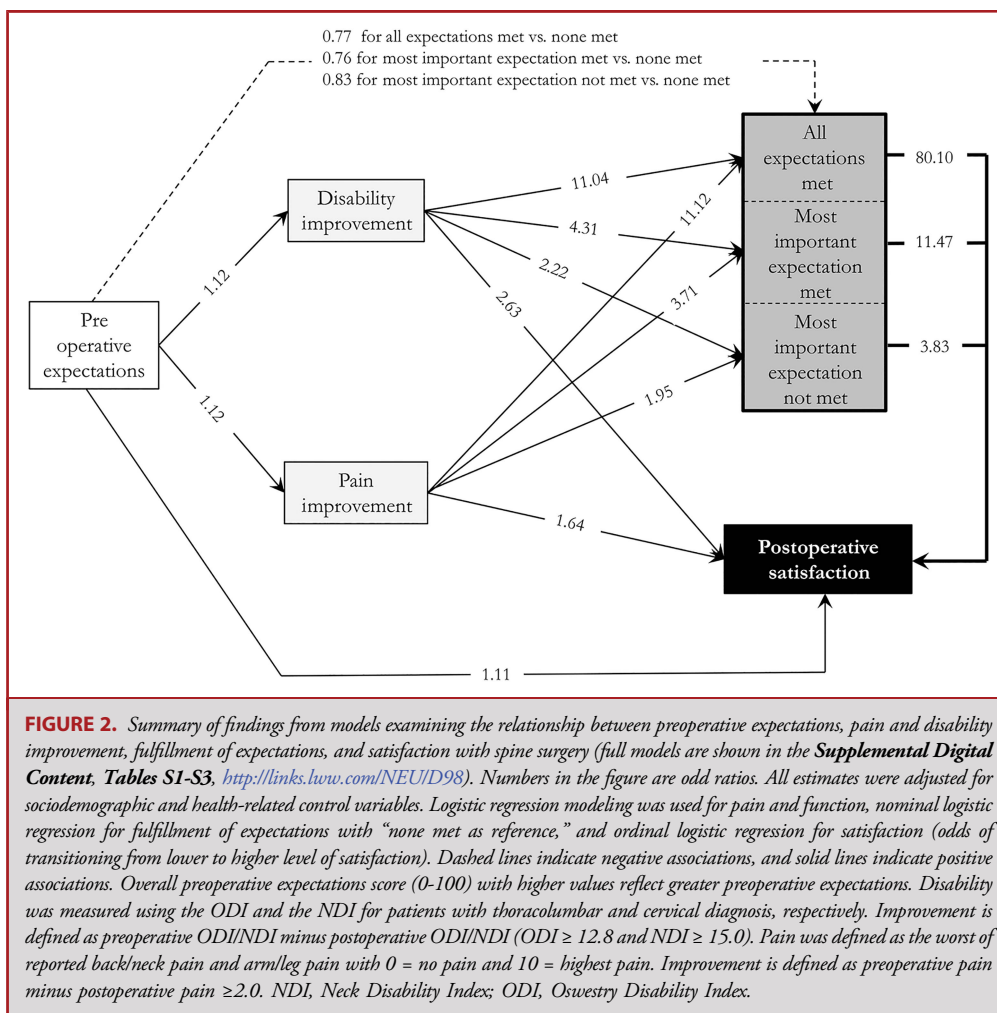 0.77 for all expectations met vs. none met
0.76 for most important expectation met vs. none met
0.83 for most important expectation not met vs. none met
All
expectations
met
80.10
Disability
improvement
11.04
11.12
4.31
Most
important
expectation
met
11.47
2.22
1.12
2.63
3.71
Pre
operative
expectations
Most
important
expectation
not met
3.83
1.12
1.95
Pain
improvement
1.64
Postoperative
satisfaction
1.11
FIGURE 2. Summary of findings from models examining the relationship between preoperative expectations, pain and disability
improvement, fulfillment of expectations, and satisfaction with spine surgery (full models are shown in the Supplemental Digital
Content, Tables S1-S3, http://links.lww.com/NEU/D98). Numbers in the figure are odd ratios. All estimates were adjusted for
sociodemographic and health-related control variables. Logistic regression modeling was used for pain and function, nominal logistic
regression for fulfillment of expectations with “none met as reference,” and ordinal logistic regression for satisfaction (odds of
transitioning from lower to higher level of satisfaction). Dashed lines indicate negative associations, and solid lines indicate positive
associations. Overall preoperative expectations score (0-100) with higher values reflect greater preoperative expectations. Disability
was measured using the ODI and the NDI for patients with thoracolumbar and cervical diagnosis, respectively. Improvement is
defined as preoperative ODI/NDI minus postoperative ODI/NDI (ODI ≥ 12.8 and NDI ≥ 15.0). Pain was defined as the worst of
reported back/neck pain and arm/leg pain with 0 = no pain and 10 = highest pain. Improvement is defined as preoperative pain
minus postoperative pain ≥2.0. NDI, Neck Disability Index; ODI, Oswestry Disability Index.